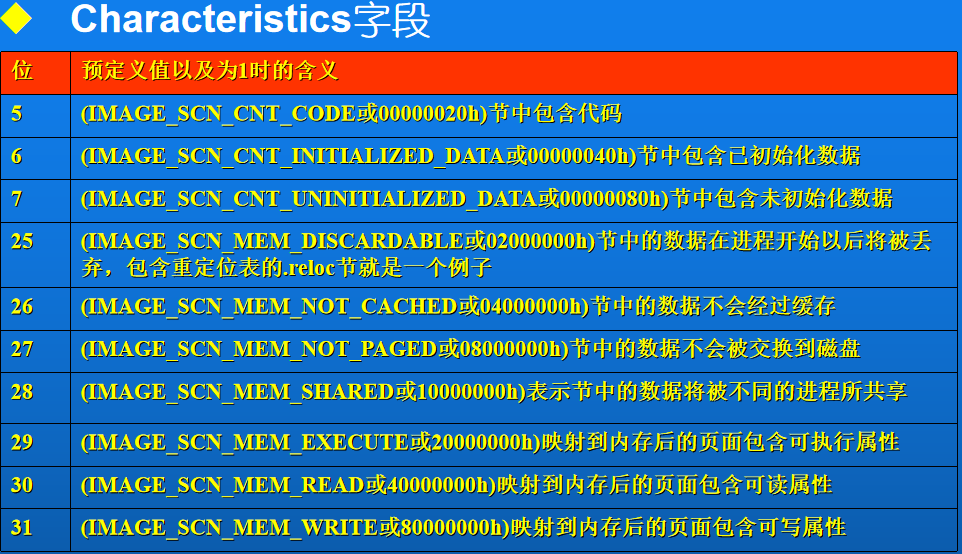 Characteristics字段
位 预定义值以及为1时的含义
5 (IMAGE_SCN_CNT_CODE或00000020h)节中包含代码
6 (IMAGE_SCN_CNT_INITIALIZED_DATA或00000040h)节中包含已初始化数据
7 (IMAGE_SCN_CNT_UNINITIALIZED_DATA或00000080h)节中包含未初始化数据
25 (IMAGE_SCN_MEM_DISCARDABLE或02000000h)节中的数据在进程开始以后将被丢
弃，包含重定位表的.reloc节就是一个例子
26 (IMAGE_SCN_MEM_NOT_CACHED或04000000h)节中的数据不会经过缓存
27 (IMAGE_SCN_MEM_NOT_PAGED或08000000h)节中的数据不会被交换到磁盘
28 (IMAGE_SCN_MEM_SHARED或10000000h)表示节中的数据将被不同的进程所共享
29 (IMAGE_SCN_MEM_EXECUTE或20000000h)映射到内存后的页面包含可执行属性
30 (IMAGE_SCN_MEM_READ或40000000h)映射到内存后的页面包含可读属性
31 (IMAGE_SCN_MEM_WRITE或80000000h)映射到内存后的页面包含可写属性